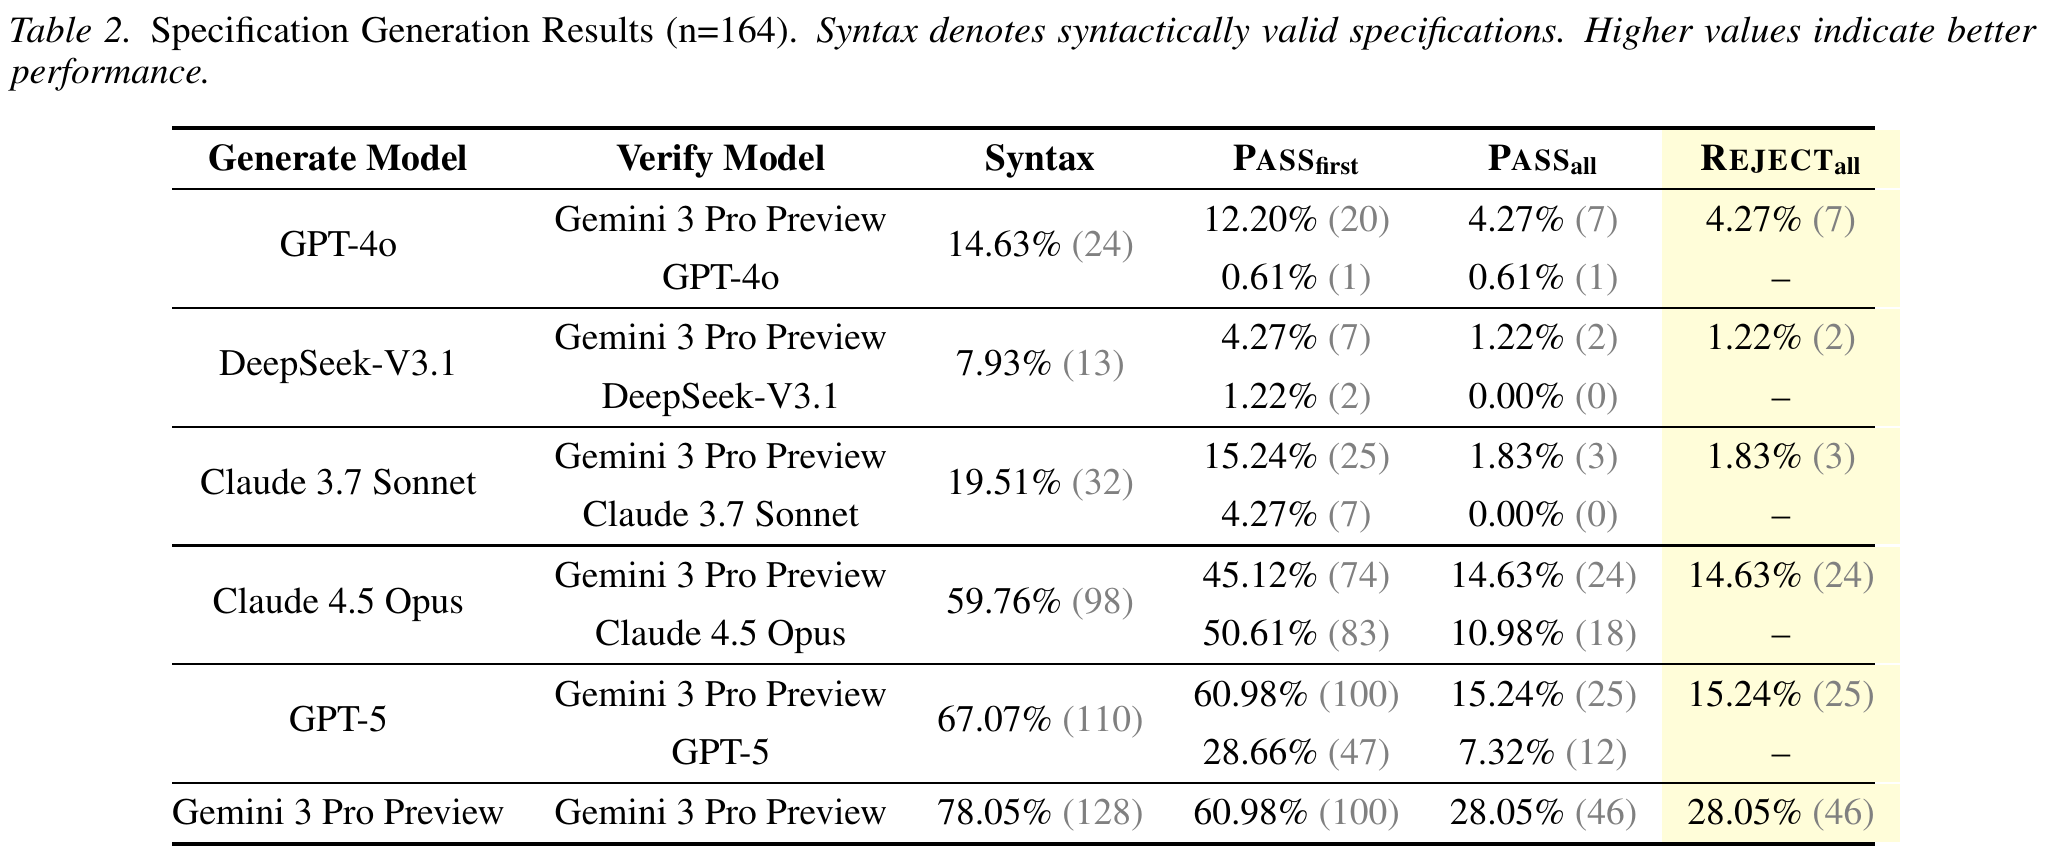 Table 2. Specification Generation Results (n=164). Syntax denotes syntactically valid specifications. Higher values indicate better
performance.
Generate Model Verify Model Syntax PASSfirst PASSall REJECTall
GPT-4o Gemini 3 Pro Preview 14.63% (24) 12.20% (20) 4.27% (7) 4.27% (7)
GPT-4o 0.61% (1) 0.61% (1) –
DeepSeek-V3.1 Gemini 3 Pro Preview 7.93% (13) 4.27% (7) 1.22% (2) 1.22% (2)
DeepSeek-V3.1 1.22% (2) 0.00% (0) –
Claude 3.7 Sonnet Gemini 3 Pro Preview 19.51% (32) 15.24% (25) 1.83% (3) 1.83% (3)
Claude 3.7 Sonnet 4.27% (7) 0.00% (0) –
Claude 4.5 Opus Gemini 3 Pro Preview 59.76% (98) 45.12% (74) 14.63% (24) 14.63% (24)
Claude 4.5 Opus 50.61% (83) 10.98% (18) –
GPT-5 Gemini 3 Pro Preview 67.07% (110) 60.98% (100) 15.24% (25) 15.24% (25)
GPT-5 28.66% (47) 7.32% (12) –
Gemini 3 Pro Preview Gemini 3 Pro Preview 78.05% (128) 60.98% (100) 28.05% (46) 28.05% (46)